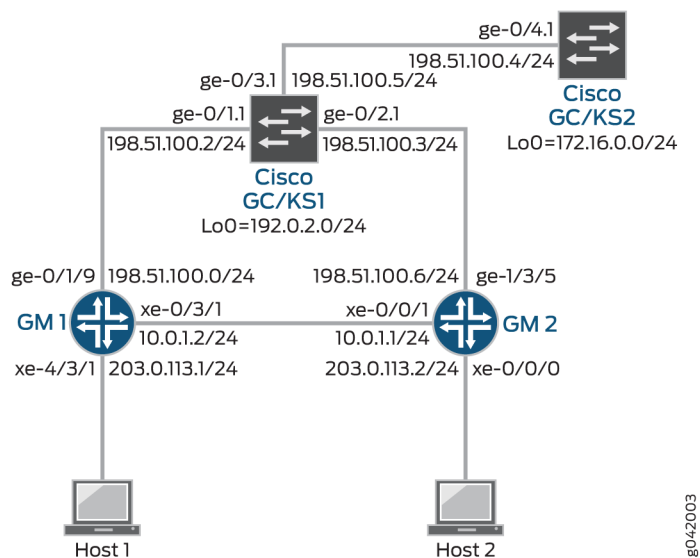 ge-0/4.1
198.51.100.4/24
Cisco
GC/KS2
Lo0=172.16.0.0/24
ge-0/3.1 198.51.100.5/24
ge-0/1.1 ge-0/2.1
198.51.100.2/24 198.51.100.3/24
Cisco
GC/KS1
Lo0=192.0.2.0/24
ge-0/1/9 198.51.100.0/24 198.51.100.6/24 ge-1/3/5
GM 1 xe-0/3/1 xe-0/0/1 GM 2
10.0.1.2/24 10.0.1.1/24
xe-4/3/1 203.0.113.1/24 203.0.113.2/24 xe-0/0/0
Host 1 Host 2
g042003